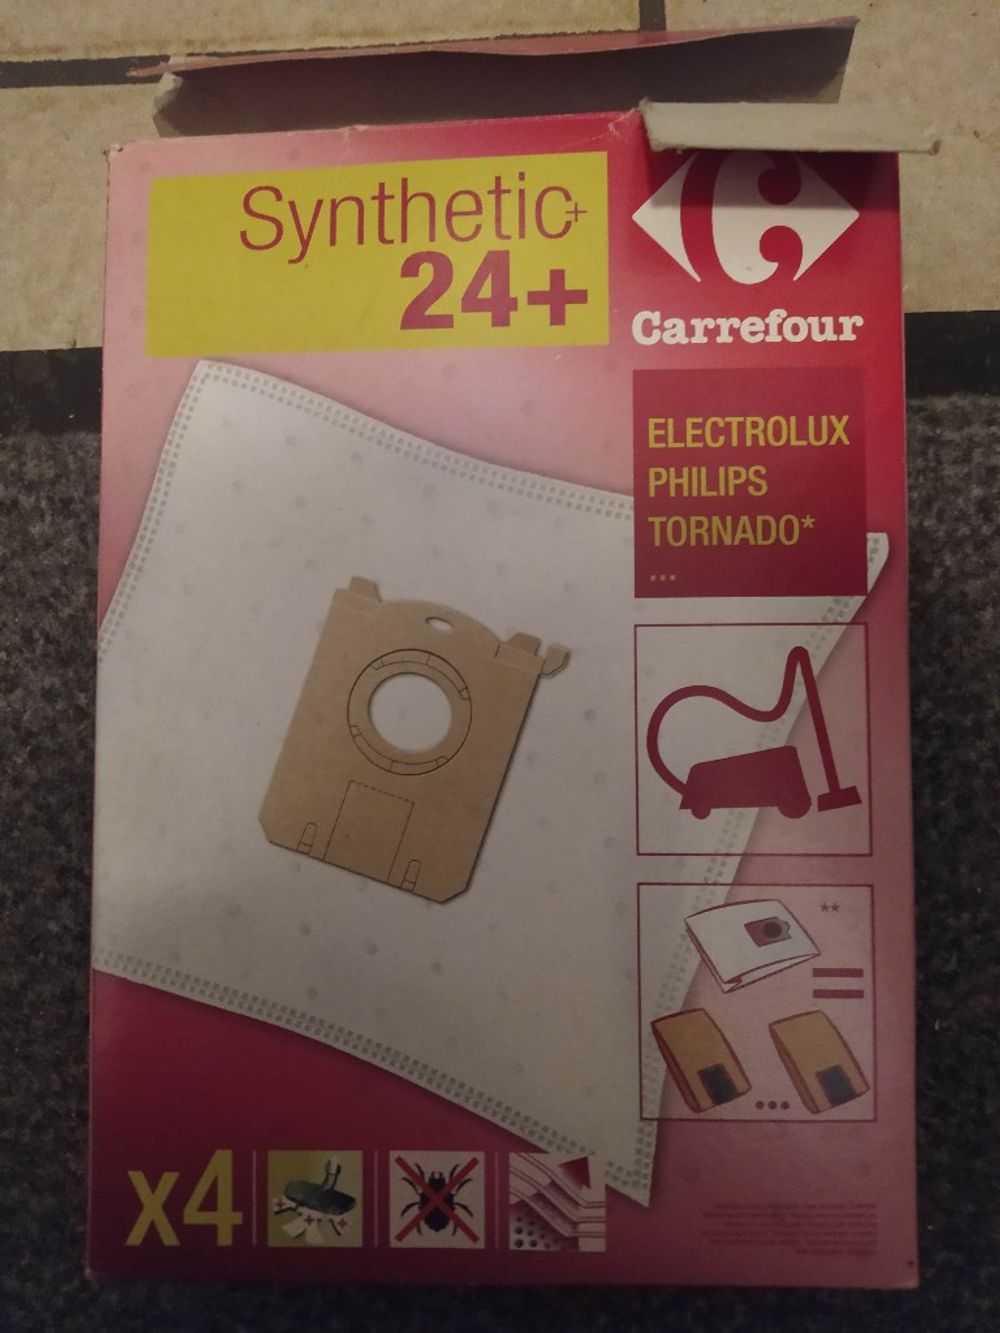 Synthetic+
24+
Carrefour
ELECTROLUX
PHILIPS
TORNADO*
...
**
x4